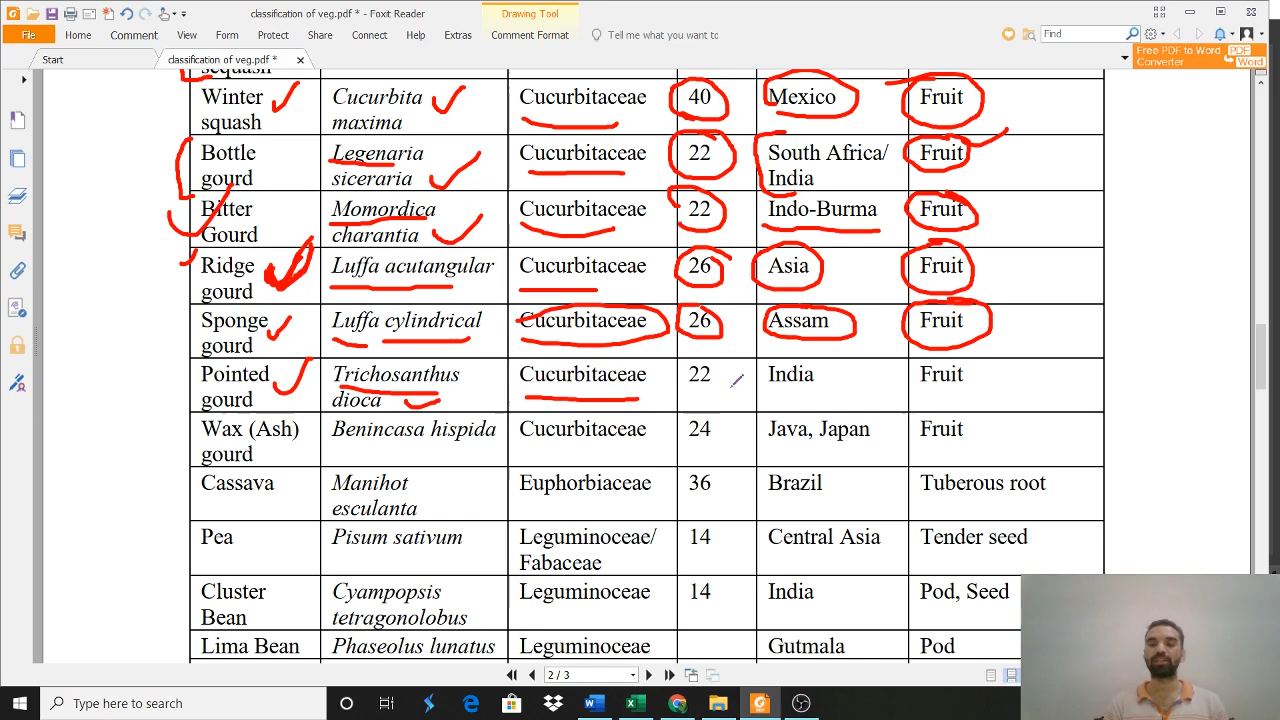 classification of veg.pdf * - Foxit Reader
Drawing Tool
File Home Comment View Form Protect Share Connect Help Extras Comment Format Tell me what you want to Find
Start classification of veg.pdf *
Free PDF to Word Converter
PDF
Word
Winter squash Cucurbita maxima Cucurbitaceae 40 Mexico Fruit
Bottle gourd Legenaria siceraria Cucurbitaceae 22 South Africa/ India Fruit
Bitter Gourd Momordica charantia Cucurbitaceae 22 Indo-Burma Fruit
Ridge gourd Luffa acutangular Cucurbitaceae 26 Asia Fruit
Sponge gourd Luffa cylindrical Cucurbitaceae 26 Assam Fruit
Pointed gourd Trichosanthus dioca Cucurbitaceae 22 India Fruit
Wax (Ash) gourd Benincasa hispida Cucurbitaceae 24 Java, Japan Fruit
Cassava Manihot esculanta Euphorbiaceae 36 Brazil Tuberous root
Pea Pisum sativum Leguminoceae/ Fabaceae 14 Central Asia Tender seed
Cluster Bean Cyampopsis tetragonolobus Leguminoceae 14 India Pod, Seed
Lima Bean Phaseolus lunatus Leguminoceae Gutmala Pod
2 / 3
Type here to search